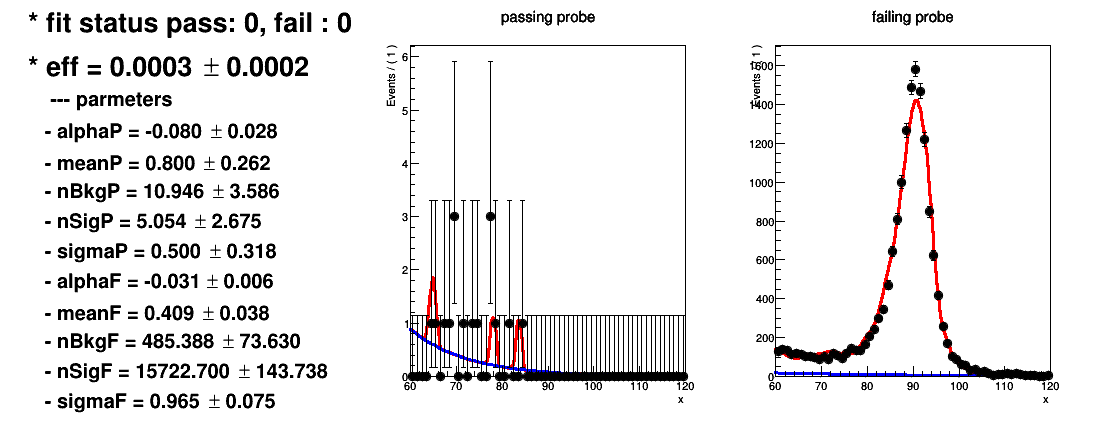 * fit status pass: 0, fail : 0
* eff = 0.0003 ± 0.0002
--- parmeters
- alphaP = -0.080 ± 0.028
- meanP = 0.800 ± 0.262
- nBkgP = 10.946 ± 3.586
- nSigP = 5.054 ± 2.675
- sigmaP = 0.500 ± 0.318
- alphaF = -0.031 ± 0.006
- meanF = 0.409 ± 0.038
- nBkgF = 485.388 ± 73.630
- nSigF = 15722.700 ± 143.738
- sigmaF = 0.965 ± 0.075
passing probe
Events / ( 1 )
6
5
4
3
2
1
0
60 70 80 90 100 110 120
x
failing probe
Events / ( 1 )
1600
1400
1200
1000
800
600
400
200
0
60 70 80 90 100 110 120
x